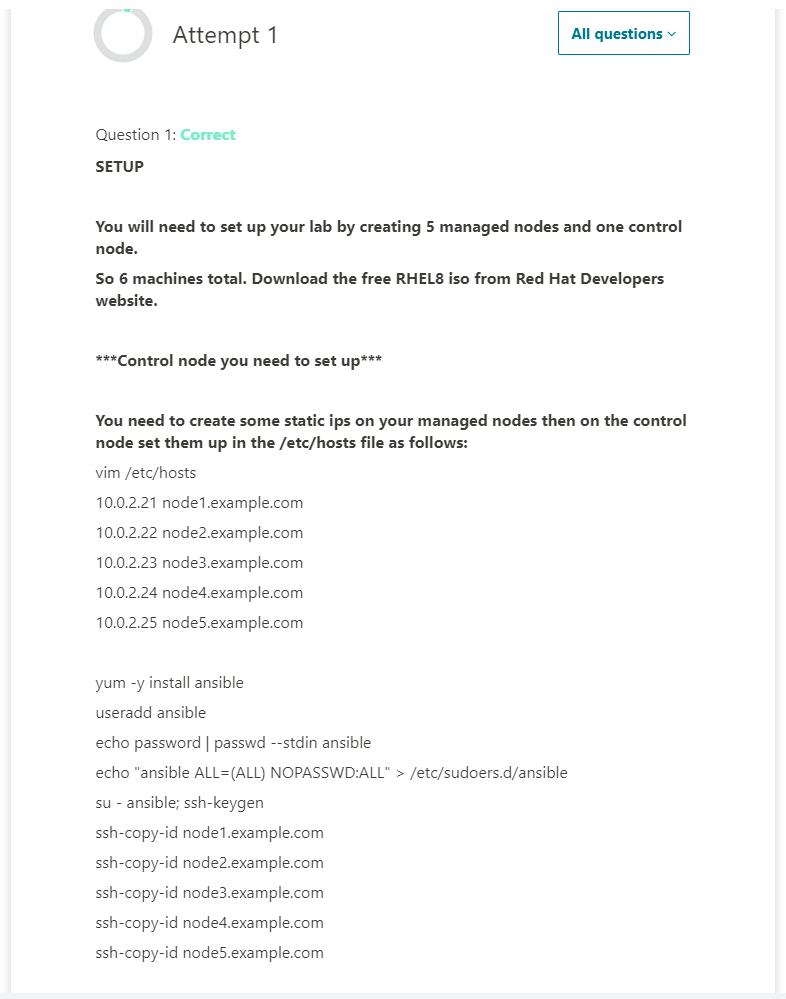 Attempt 1
All questions
Question 1: Correct
SETUP
You will need to set up your lab by creating 5 managed nodes and one control
node.
So 6 machines total. Download the free RHEL8 iso from Red Hat Developers
website.
***Control node you need to set up***
You need to create some static ips on your managed nodes then on the control
node set them up in the /etc/hosts file as follows:
vim /etc/hosts
10.0.2.21 node1.example.com
10.0.2.22 node2.example.com
10.0.2.23 node3.example.com
10.0.2.24 node4.example.com
10.0.2.25 node5.example.com
yum -y install ansible
useradd ansible
echo password | passwd --stdin ansible
echo "ansible ALL=(ALL) NOPASSWD:ALL" > /etc/sudoers.d/ansible
su - ansible; ssh-keygen
ssh-copy-id node1.example.com
ssh-copy-id node2.example.com
ssh-copy-id node3.example.com
ssh-copy-id node4.example.com
ssh-copy-id node5.example.com